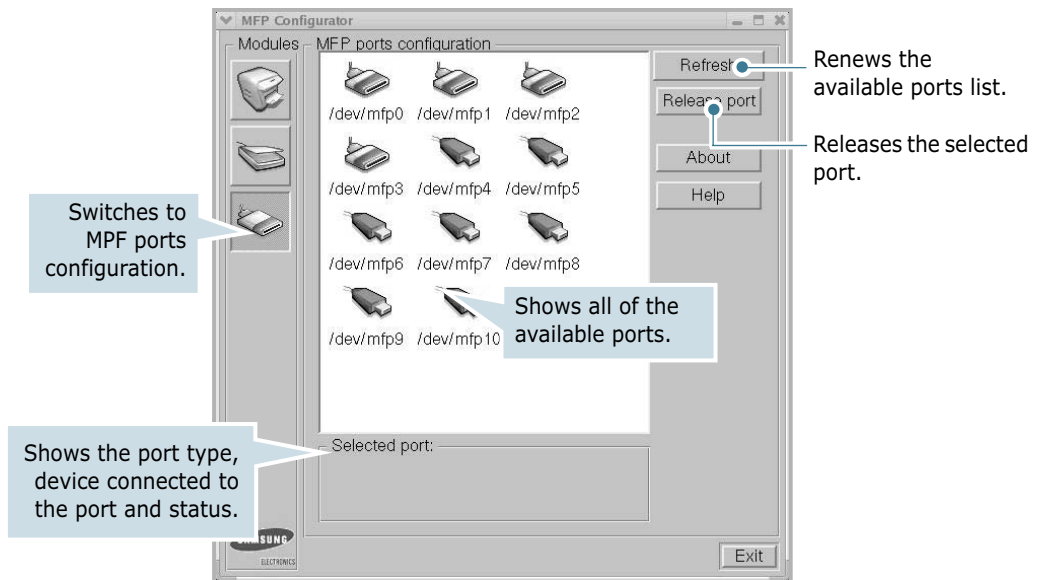 MFP Configurator
Modules
MFP ports configuration
/dev/mfp0 /dev/mfp1 /dev/mfp2
/dev/mfp3 /dev/mfp4 /dev/mfp5
/dev/mfp6 /dev/mfp7 /dev/mfp8
/dev/mfp9 /dev/mfp10
Refresh
Release port
About
Help
Renews the
available ports list.
Releases the selected
port.
Switches to
MPF ports
configuration.
Shows all of the
available ports.
Selected port:
Shows the port type,
device connected to
the port and status.
SAMSUNG
ELECTRONICS
Exit